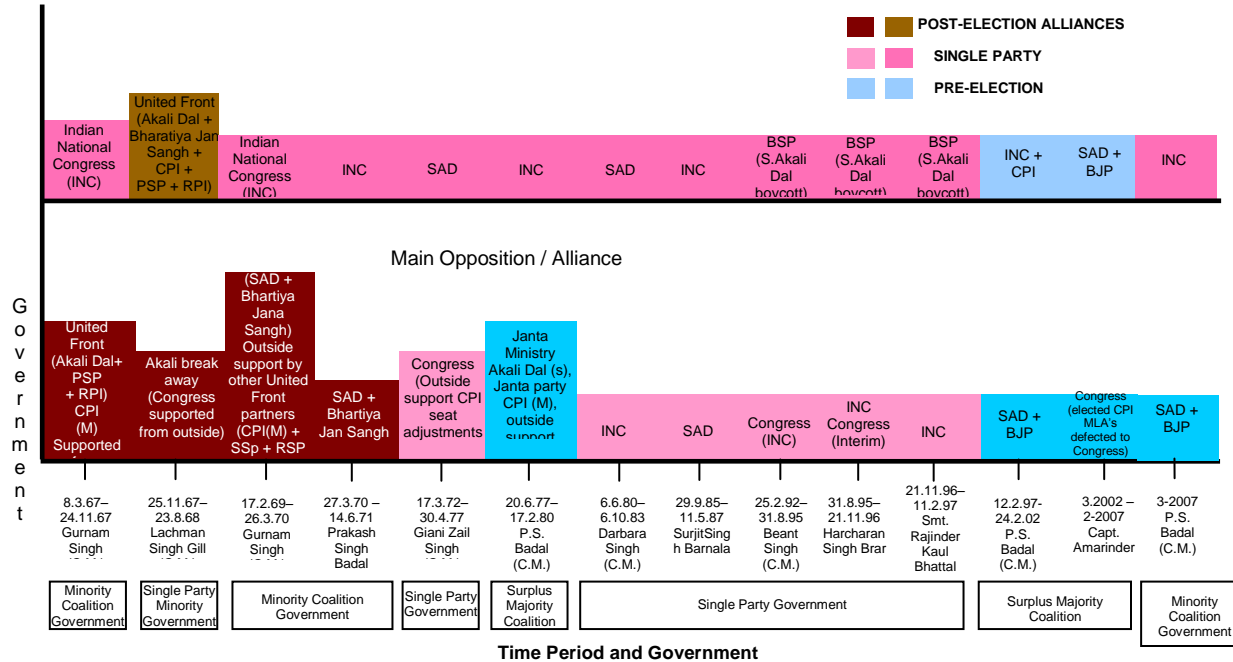 POST-ELECTION ALLIANCES
SINGLE PARTY
PRE-ELECTION
Indian
National
Congress
(INC)
United Front
(Akali Dal +
Bharatiya Jan
Sangh +
CPI +
PSP + RPI)
Indian
National
Congress
(INC)
INC
SAD
INC
SAD
INC
BSP
(S.Akali
Dal
boycott)
BSP
(S.Akali
Dal
boycott)
BSP
(S.Akali
Dal
boycott)
INC +
CPI
SAD +
BJP
INC
Main Opposition / Alliance
Government
United
Front
(Akali Dal+
PSP
+ RPI)
CPI
(M)
Supported
Akali break
away
(Congress
supported
from outside)
(SAD +
Bhartiya
Jana
Sangh)
Outside
support by
other United
Front
partners
(CPI(M) +
SSp + RSP
SAD +
Bhartiya
Jan Sangh
Congress
(Outside
support CPI
seat
adjustments
Janta
Ministry
Akali Dal (s),
Janta party
CPI (M),
outside
support
INC
SAD
Congress
(INC)
INC
Congress
(Interim)
INC
SAD +
BJP
Congress
(elected CPI
MLA's
defected to
Congress)
SAD +
BJP
8.3.67–
24.11.67
Gurnam
Singh
25.11.67–
23.8.68
Lachman
Singh Gill
17.2.69–
26.3.70
Gurnam
Singh
27.3.70 –
14.6.71
Prakash
Singh
Badal
17.3.72–
30.4.77
Giani Zail
Singh
20.6.77–
17.2.80
P.S.
Badal
(C.M.)
6.6.80–
6.10.83
Darbara
Singh
(C.M.)
29.9.85–
11.5.87
SurjitSing
h Barnala
25.2.92–
31.8.95
Beant
Singh
(C.M.)
31.8.95–
21.11.96
Harcharan
Singh Brar
21.11.96–
11.2.97
Smt.
Rajinder
Kaul
Bhattal
12.2.97-
24.2.02
P.S.
Badal
(C.M.)
3.2002 –
2-2007
Capt.
Amarinder
3-2007
P.S.
Badal
(C.M.)
Minority
Coalition
Government
Single Party
Minority
Government
Minority Coalition
Government
Single Party
Government
Surplus
Majority
Coalition
Single Party Government
Surplus Majority
Coalition
Minority
Coalition
Government
Time Period and Government